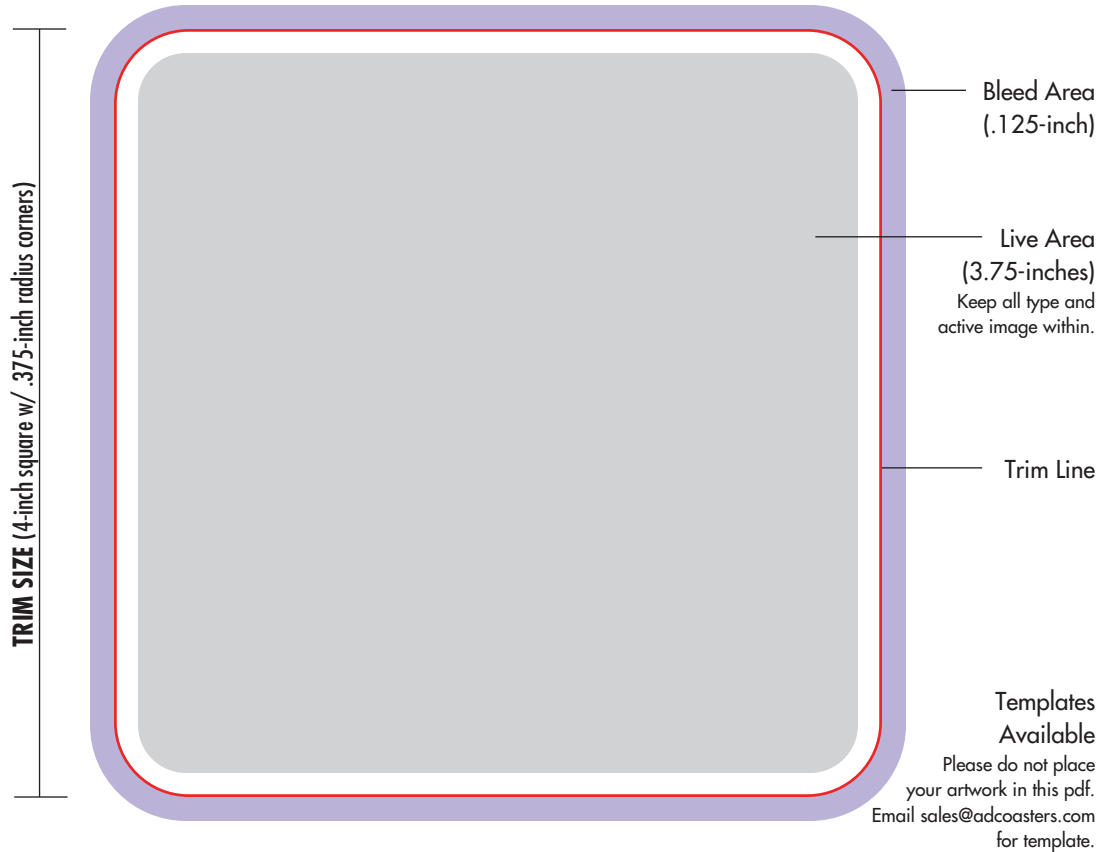 TRIM SIZE (4-inch square w/ .375-inch radius corners)
Bleed Area
(.125-inch)
Live Area
(3.75-inches)
Keep all type and
active image within.
Trim Line
Templates
Available
Please do not place
your artwork in this pdf.
Email sales@adcoasters.com
for template.